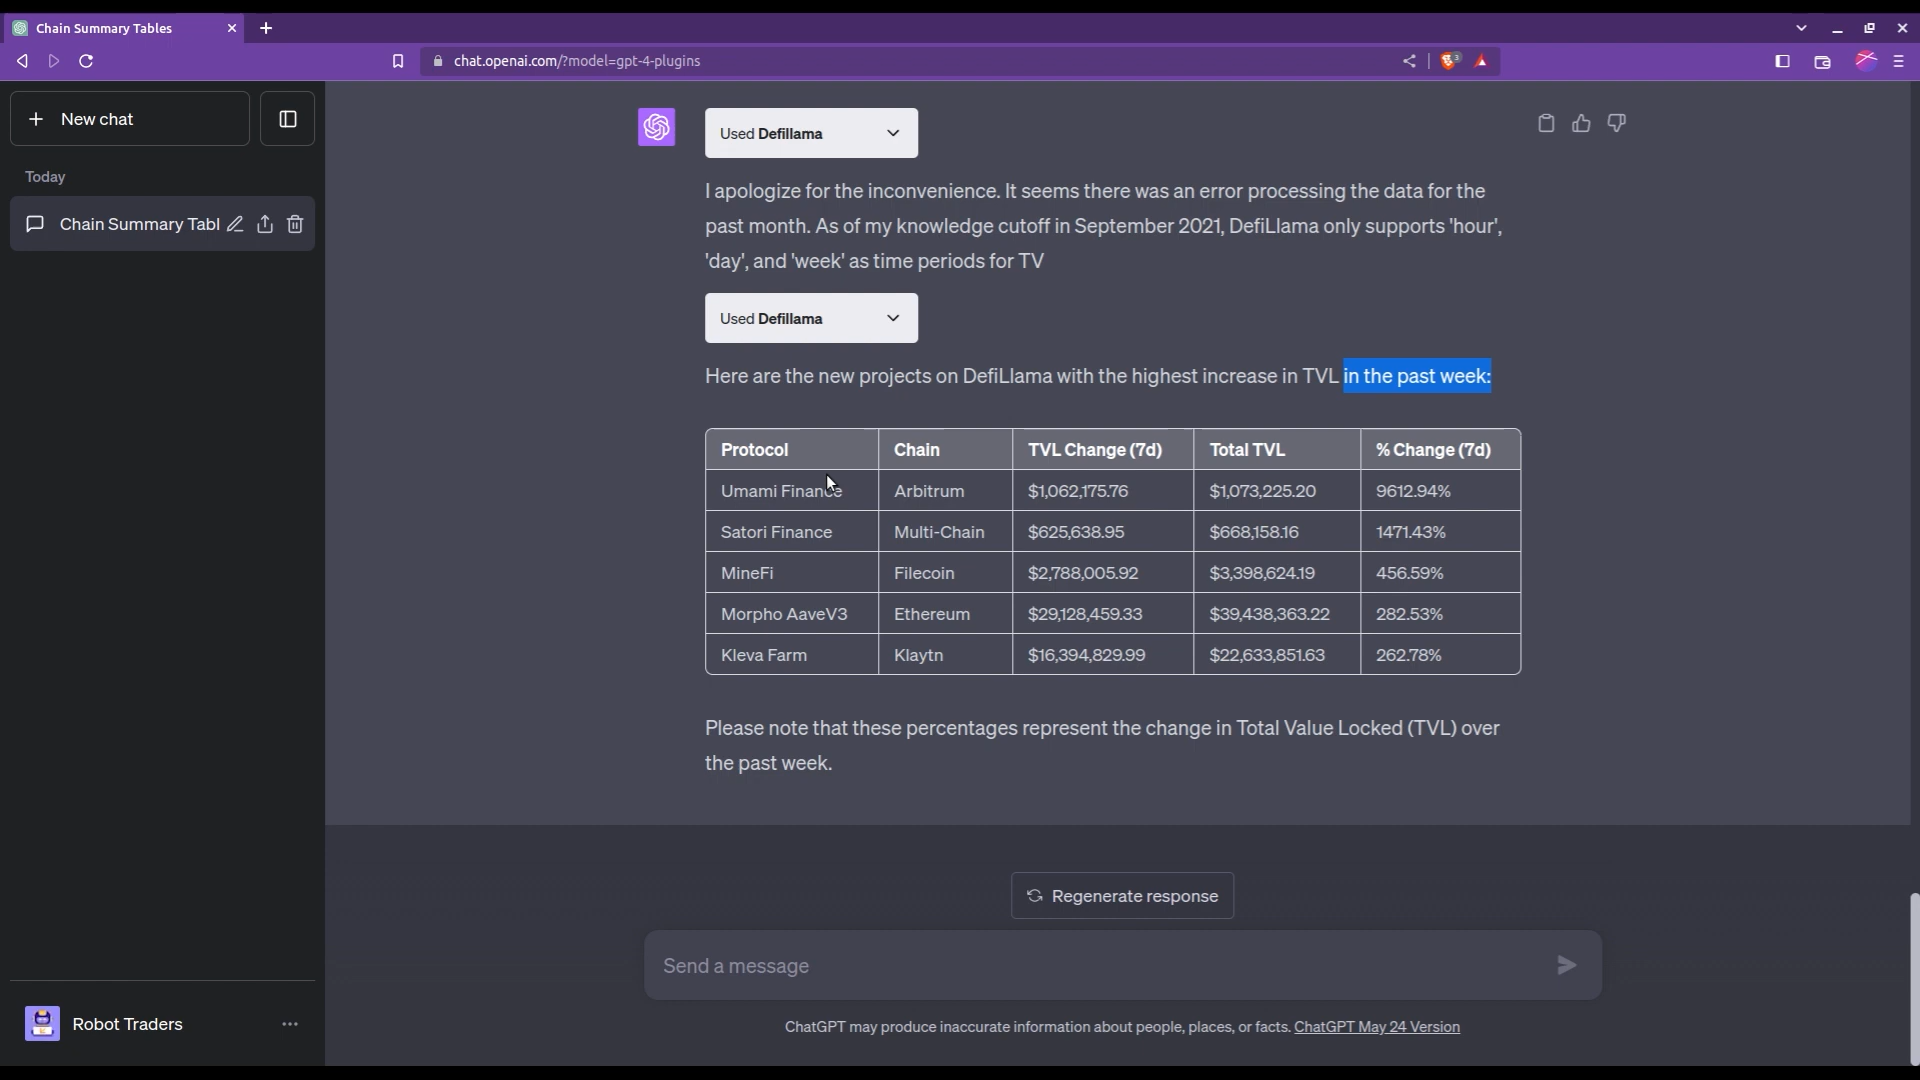 Chain Summary Tables
chat.openai.com/?model=gpt-4-plugins
3
New chat
Today
Chain Summary Tabl
Used Defillama
I apologize for the inconvenience. It seems there was an error processing the data for the
past month. As of my knowledge cutoff in September 2021, DefiLlama only supports 'hour',
'day', and 'week' as time periods for TV
Used Defillama
Here are the new projects on DefiLlama with the highest increase in TVL in the past week:
Protocol Chain TVL Change (7d) Total TVL % Change (7d)
Umami Finance Arbitrum $1,062,175.76 $1,073,225.20 9612.94%
Satori Finance Multi-Chain $625,638.95 $668,158.16 1471.43%
MineFi Filecoin $2,788,005.92 $3,398,624.19 456.59%
Morpho AaveV3 Ethereum $29,128,459.33 $39,438,363.22 282.53%
Kleva Farm Klaytn $16,394,829.99 $22,633,851.63 262.78%
Please note that these percentages represent the change in Total Value Locked (TVL) over
the past week.
Regenerate response
Send a message
Robot Traders
ChatGPT may produce inaccurate information about people, places, or facts. ChatGPT May 24 Version